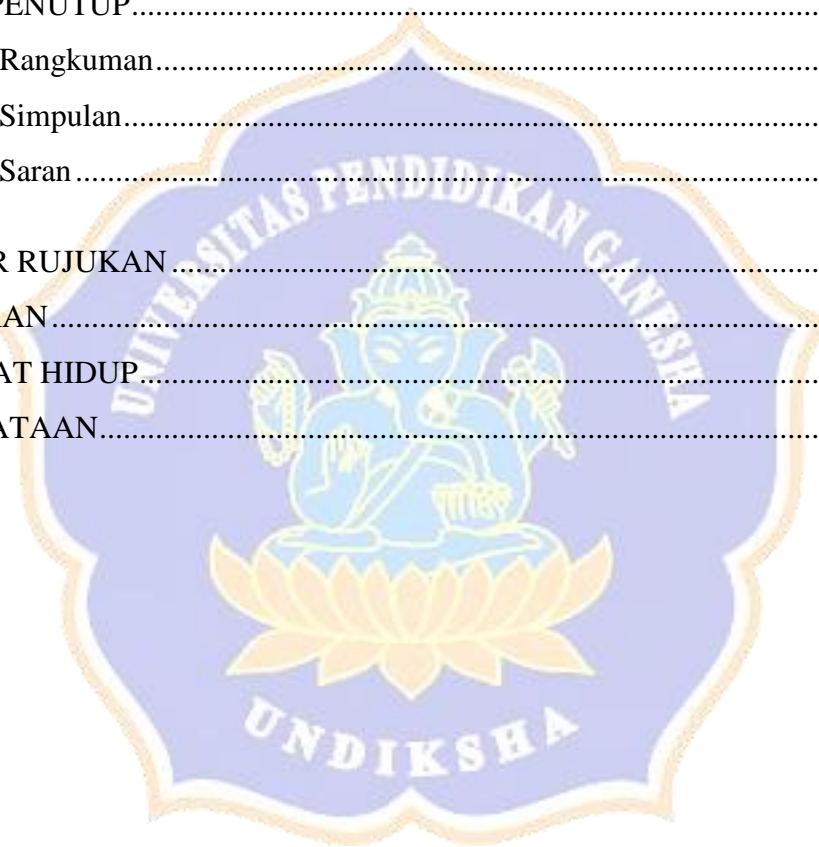 PENUTUP
Rangkuman
Simpulan
Saran
R RUJUKAN
AN
AT HIDUP
ATAAN
UNIVERSITAS PENDIDIKAN GANESHA
UNDIKSHA